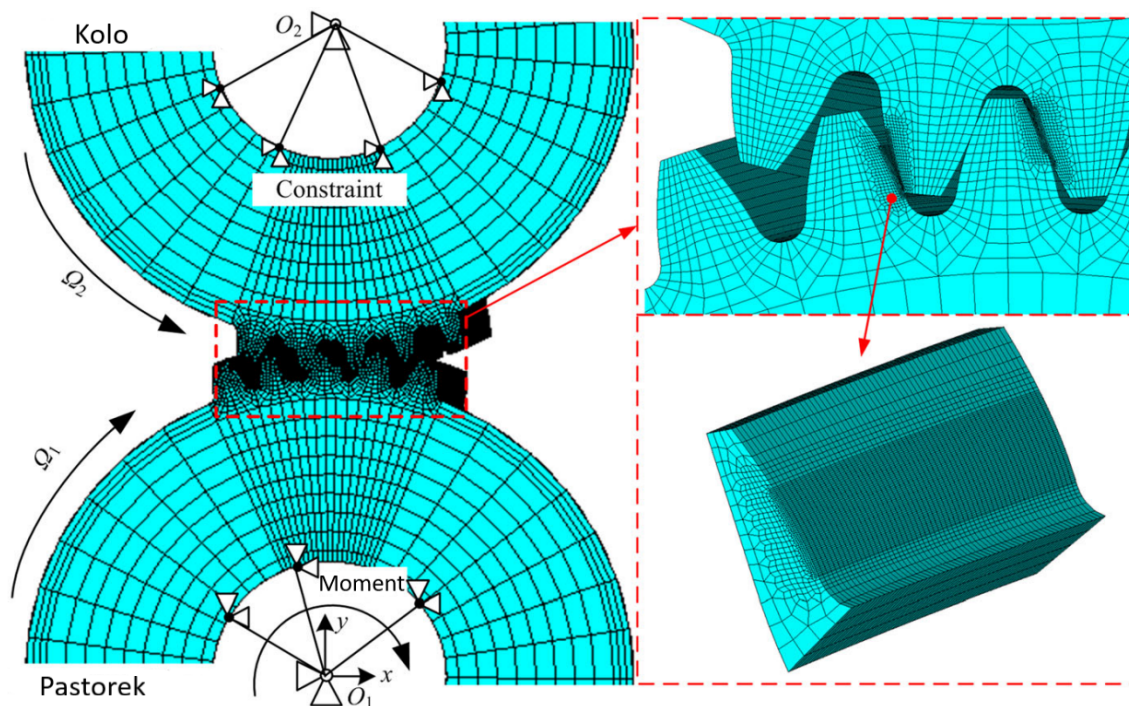 Kolo
O₂
Constraint
Ω₂
Ω₁
Moment
y
x
O₁
Pastorek